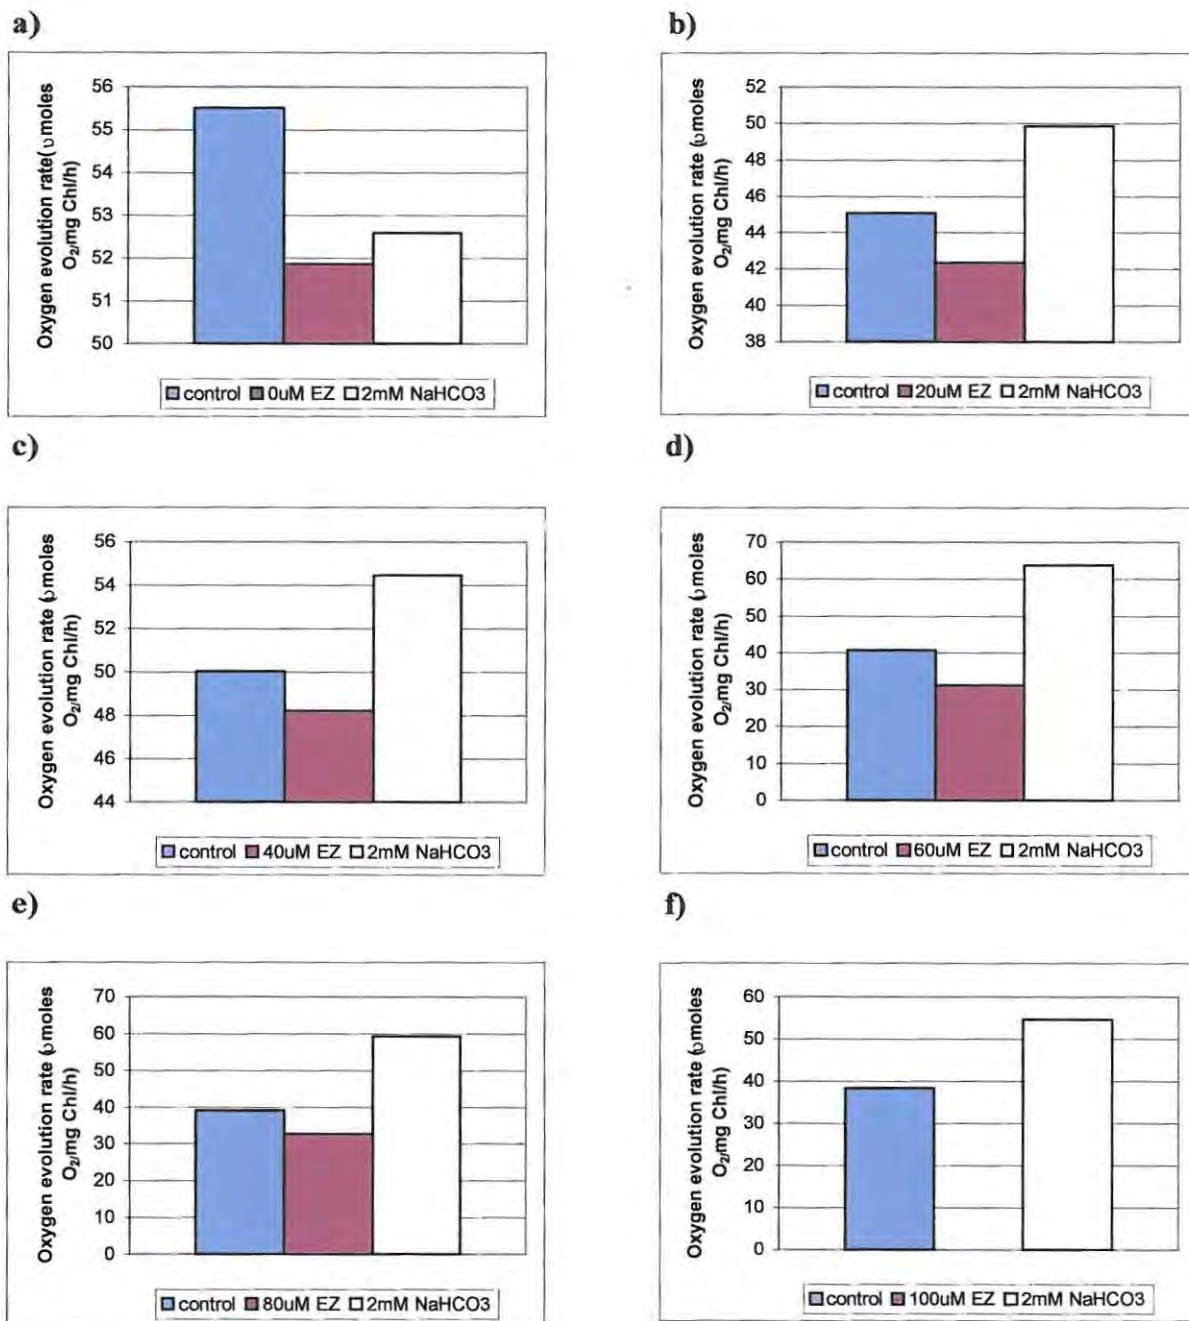 a)
Oxygen evolution rate(υmoles
O2/mg Chl/h)
56
55
54
53
52
51
50
control 0uM EZ 2mM NaHCO3
b)
Oxygen evolution rate (υmoles
O2/mg Chl/h)
52
50
48
46
44
42
40
38
control 20uM EZ 2mM NaHCO3
c)
Oxygen evolution rate (υmoles
O2/mg Chl/h)
56
54
52
50
48
46
44
control 40uM EZ 2mM NaHCO3
d)
Oxygen evolution rate (υmoles
O2/mg Chl/h)
70
60
50
40
30
20
10
0
control 60uM EZ 2mM NaHCO3
e)
Oxygen evolution rate (υmoles
O2/mg Chl/h)
70
60
50
40
30
20
10
0
control 80uM EZ 2mM NaHCO3
f)
Oxygen evolution rate (υmoles
O2/mg Chl/h)
60
50
40
30
20
10
0
control 100uM EZ 2mM NaHCO3